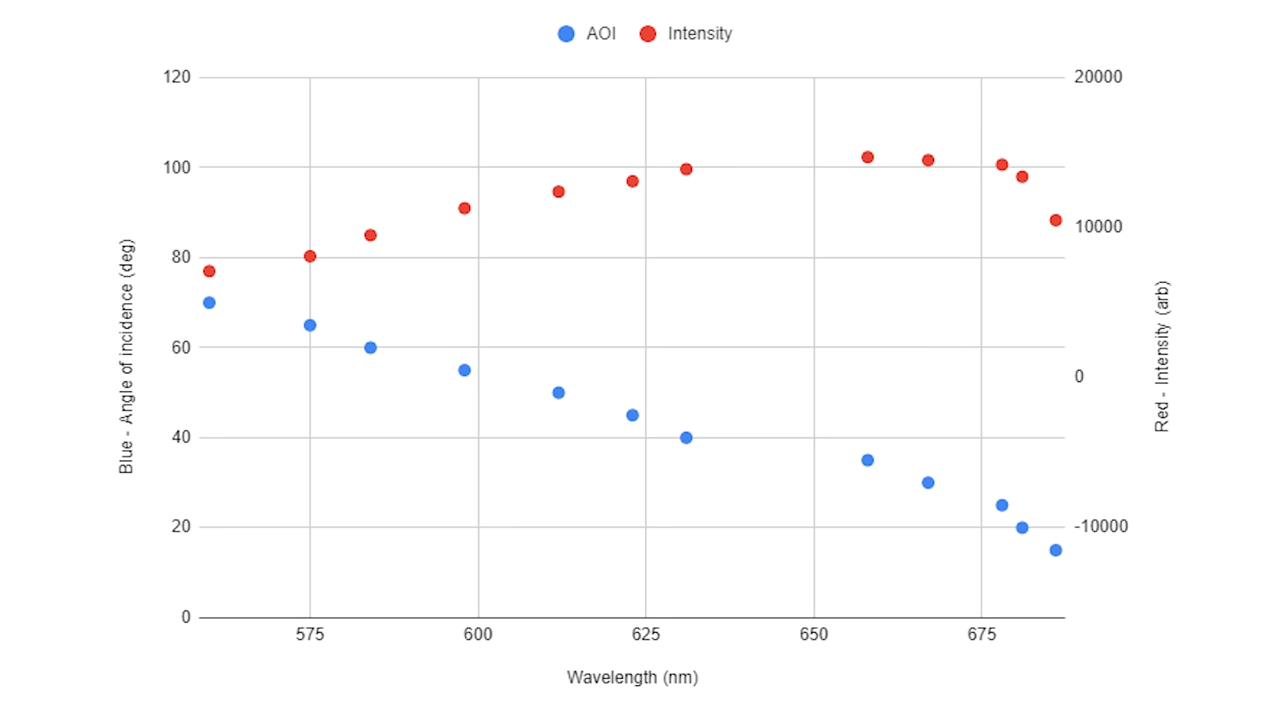 AOI Intensity
120
100
80
60
40
20
0
20000
10000
0
-10000
575 600 625 650 675
Blue - Angle of incidence (deg)
Red - Intensity (arb)
Wavelength (nm)